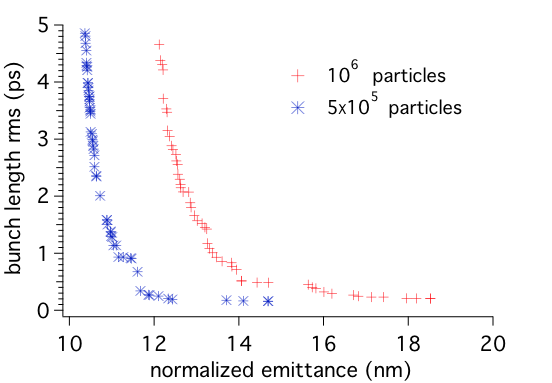 5
4
3
2
1
0
bunch length rms (ps)
10⁶ particles
5x10⁵ particles
10 12 14 16 18 20
normalized emittance (nm)